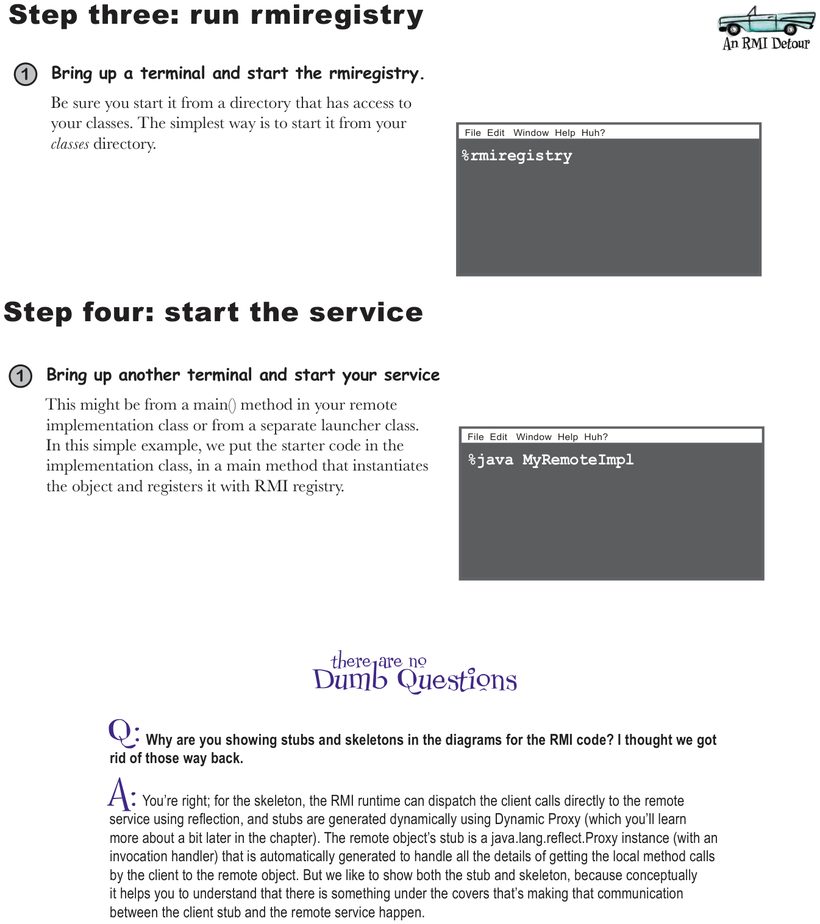 Step three: run rmiregistry
An RMI Detour
1 Bring up a terminal and start the rmiregistry.
Be sure you start it from a directory that has access to
your classes. The simplest way is to start it from your
classes directory.
File Edit Window Help Huh?
%rmiregistry
Step four: start the service
1 Bring up another terminal and start your service
This might be from a main() method in your remote
implementation class or from a separate launcher class.
In this simple example, we put the starter code in the
implementation class, in a main method that instantiates
the object and registers it with RMI registry.
File Edit Window Help Huh?
%java MyRemoteImpl
there are no
Dumb Questions
Q: Why are you showing stubs and skeletons in the diagrams for the RMI code? I thought we got
rid of those way back.
A: You’re right; for the skeleton, the RMI runtime can dispatch the client calls directly to the remote
service using reflection, and stubs are generated dynamically using Dynamic Proxy (which you’ll learn
more about a bit later in the chapter). The remote object’s stub is a java.lang.reflect.Proxy instance (with an
invocation handler) that is automatically generated to handle all the details of getting the local method calls
by the client to the remote object. But we like to show both the stub and skeleton, because conceptually
it helps you to understand that there is something under the covers that’s making that communication
between the client stub and the remote service happen.